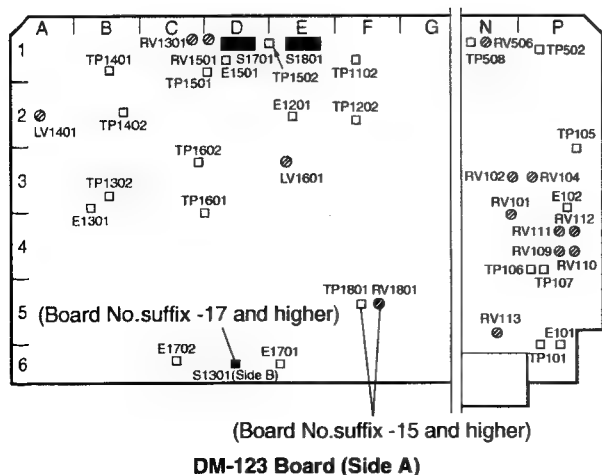 A B C D E F G N P
1
RV1301
RV506
TP508
TP502
TP1401
RV1501
TP1501
E1501
S1701
TP1502
S1801
TP1102
2
LV1401
TP1402
E1201
TP1202
TP105
TP1602
LV1601
3
TP1302
E1301
TP1601
RV102
RV104
RV101
E102
RV112
RV111
4
RV109
RV110
TP106
TP107
TP1801
RV1801
5
(Board No.suffix -17 and higher)
RV113
E101
TP101
6
E1702
S1301(Side B)
E1701
(Board No.suffix -15 and higher)
DM-123 Board (Side A)